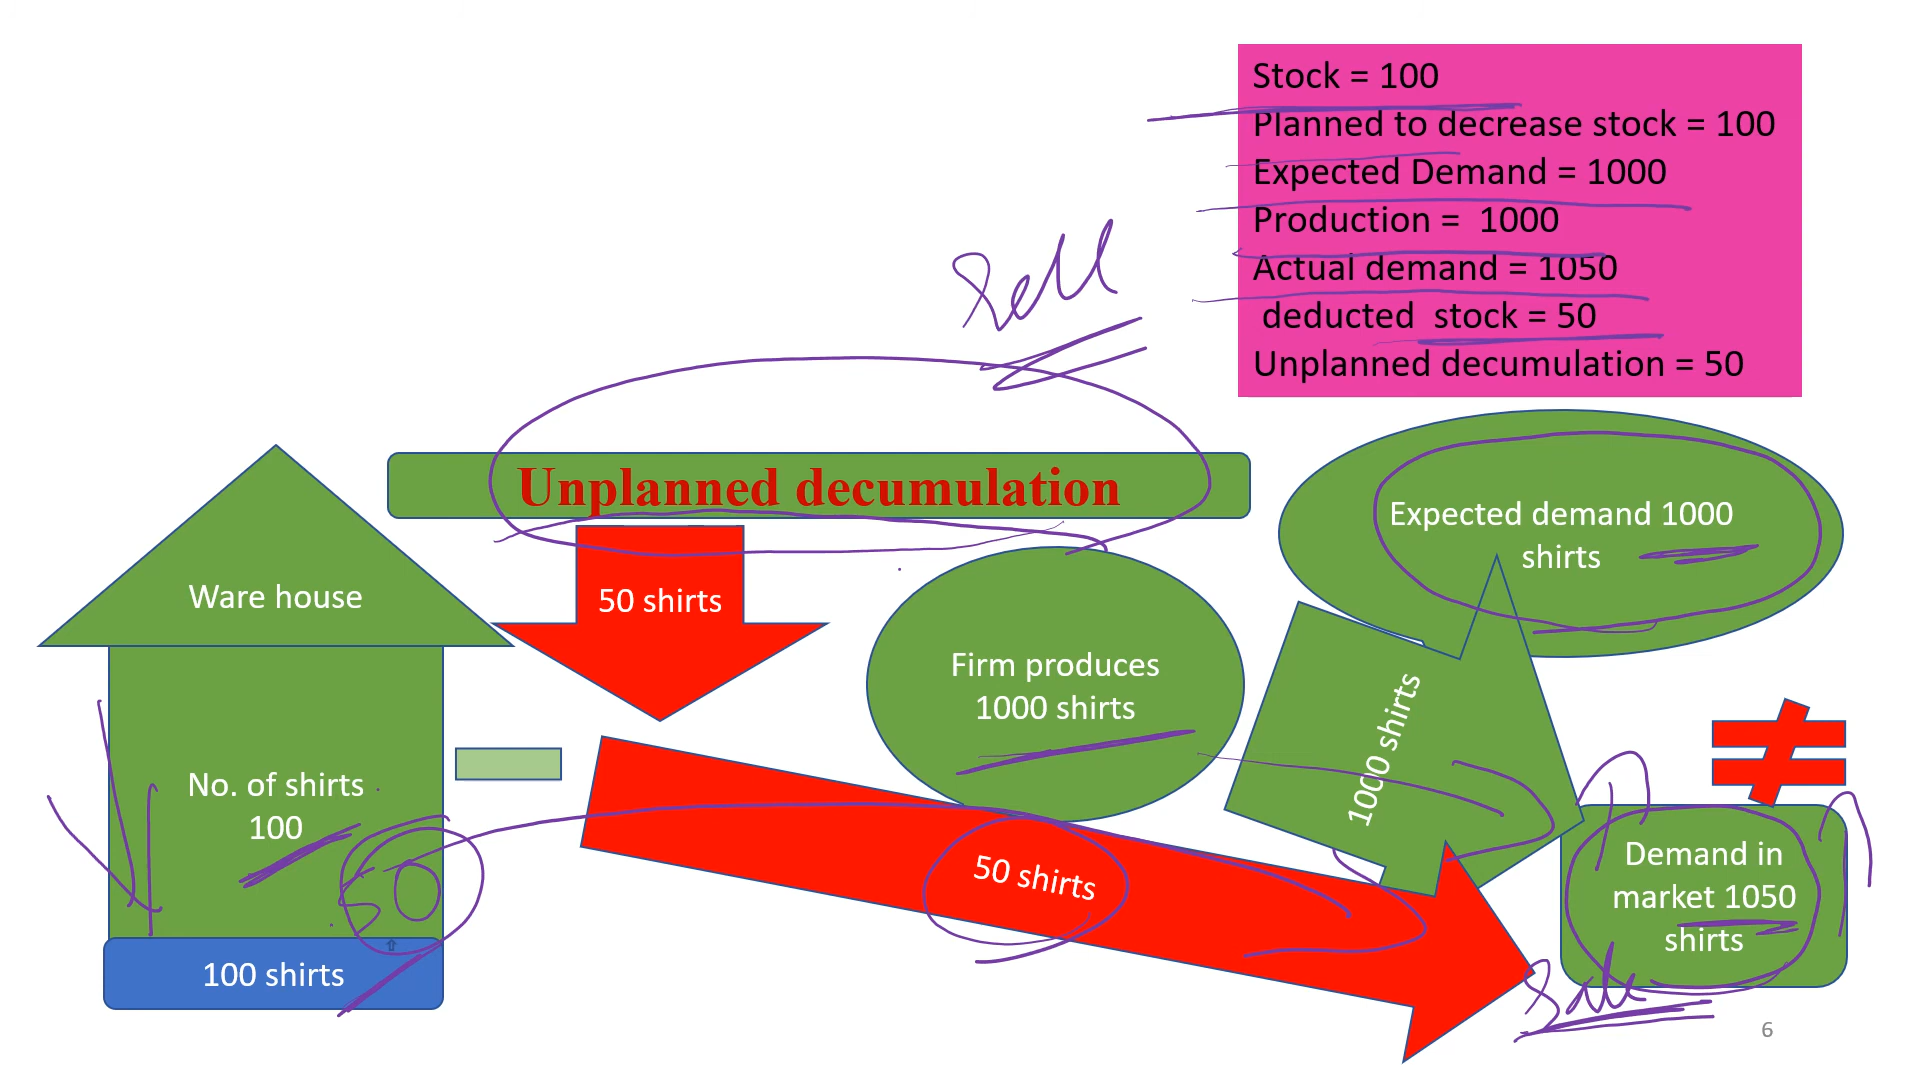 Stock = 100
Planned to decrease stock = 100
Expected Demand = 1000
Production = 1000
Actual demand = 1050
deducted stock = 50
Unplanned decumulation = 50
Sell
Unplanned decumulation
Expected demand 1000
shirts
Ware house
50 shirts
Firm produces
1000 shirts
1000 shirts
No. of shirts
100
50
50 shirts
Demand in
market 1050
shirts
100 shirts
6